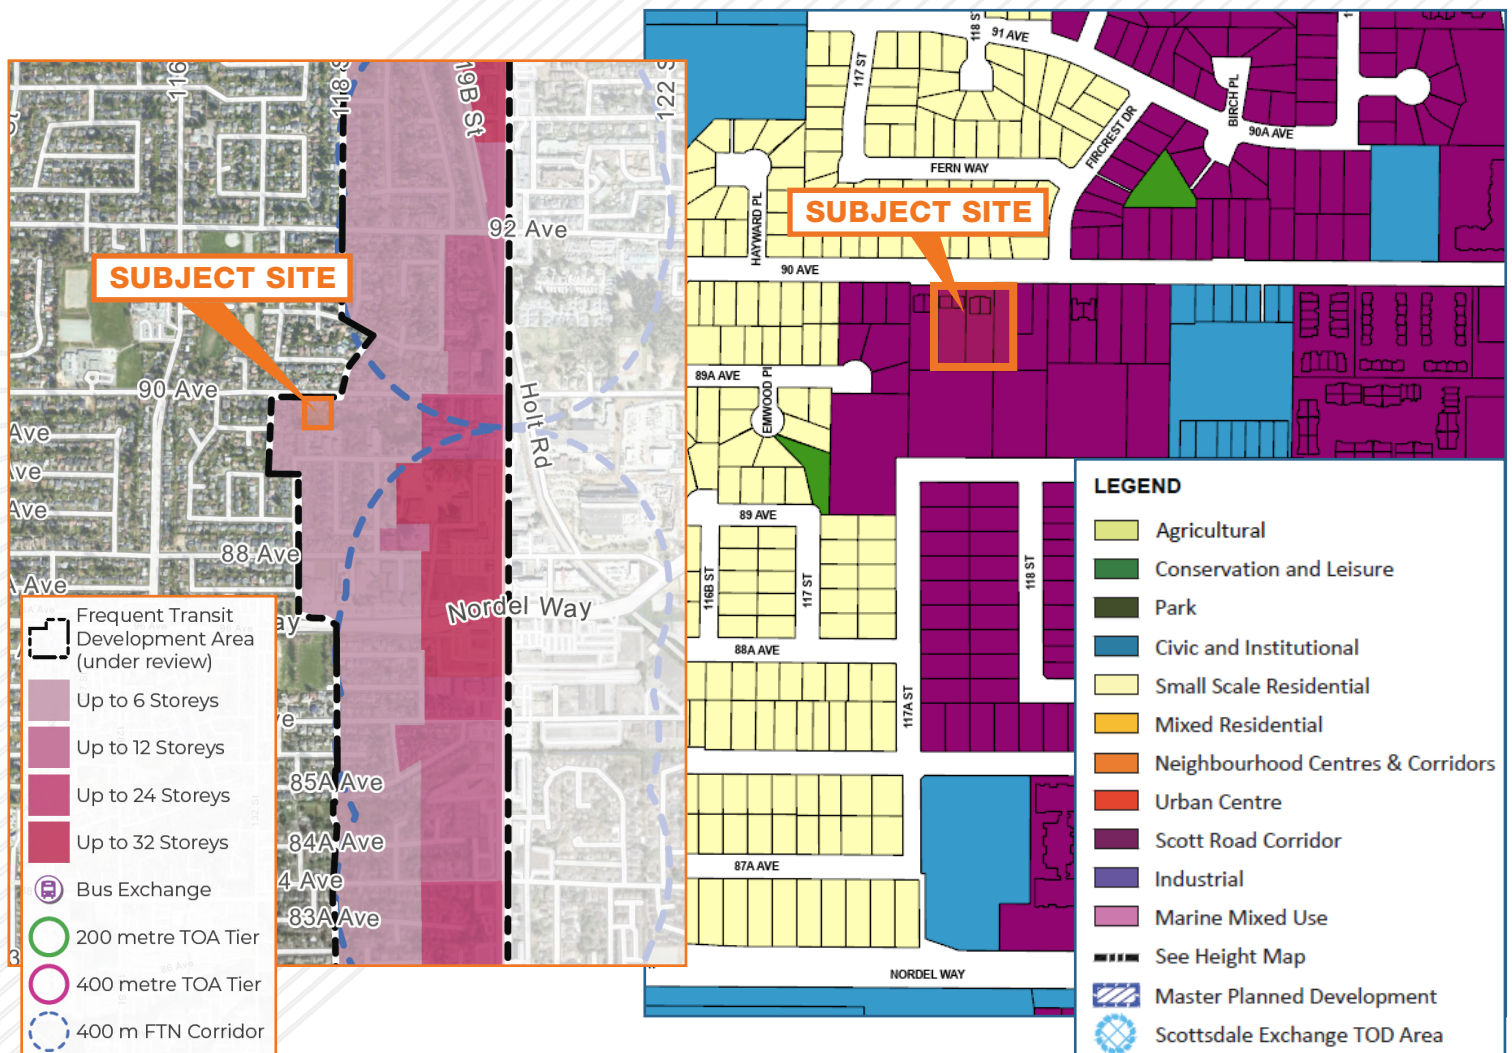 116
118 S
19B St
122 S
92 Ave
SUBJECT SITE
90 Ave
Holt Rd
Ave
ve
Ave
88 Ave
A Ave
Nordel Way
ay
ve
85A Ave
84A Ave
4 Ave
83A Ave
3
Frequent Transit
Development Area
(under review)
Up to 6 Storeys
Up to 12 Storeys
Up to 24 Storeys
Up to 32 Storeys
Bus Exchange
200 metre TOA Tier
400 metre TOA Tier
400 m FTN Corridor
118 S
91 AVE
117 ST
BIRCH PL
90A AVE
FIRCREST DR
FERN WAY
HAYWARD PL
SUBJECT SITE
90 AVE
89A AVE
EMWOOD Pl
89 AVE
116B ST
117 ST
118 ST
88A AVE
117A ST
87A AVE
NORDEL WAY
LEGEND
Agricultural
Conservation and Leisure
Park
Civic and Institutional
Small Scale Residential
Mixed Residential
Neighbourhood Centres & Corridors
Urban Centre
Scott Road Corridor
Industrial
Marine Mixed Use
See Height Map
Master Planned Development
Scottsdale Exchange TOD Area